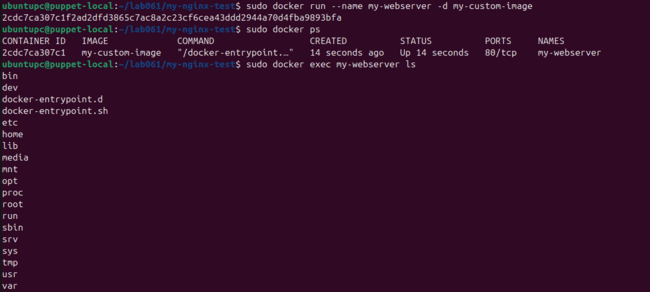 ubuntupc@puppet-local:~/lab061/my-nginx-test$ sudo docker run --name my-webserver -d my-custom-image
2cdc7ca307c1f2ad2dfd3865c7ac8a2c23cf6cea43ddd2944a70d4fba9893bfa
ubuntupc@puppet-local:~/lab061/my-nginx-test$ sudo docker ps
CONTAINER ID IMAGE COMMAND CREATED STATUS PORTS NAMES
2cdc7ca307c1 my-custom-image "/docker-entrypoint.…" 14 seconds ago Up 14 seconds 80/tcp my-webserver
ubuntupc@puppet-local:~/lab061/my-nginx-test$ sudo docker exec my-webserver ls
bin
dev
docker-entrypoint.d
docker-entrypoint.sh
etc
home
lib
media
mnt
opt
proc
root
run
sbin
srv
sys
tmp
usr
var